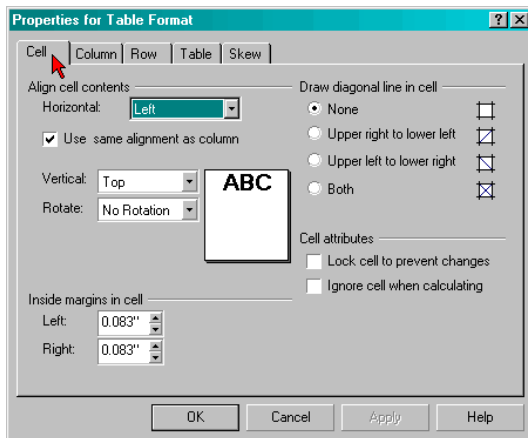 Properties for Table Format
Cell Column Row Table Skew
Align cell contents
Horizontal: Left
Use same alignment as column
Vertical: Top
Rotate: No Rotation
ABC
Inside margins in cell
Left: 0.083"
Right: 0.083"
Draw diagonal line in cell
None
Upper right to lower left
Upper left to lower right
Both
Cell attributes
Lock cell to prevent changes
Ignore cell when calculating
OK Cancel Apply Help